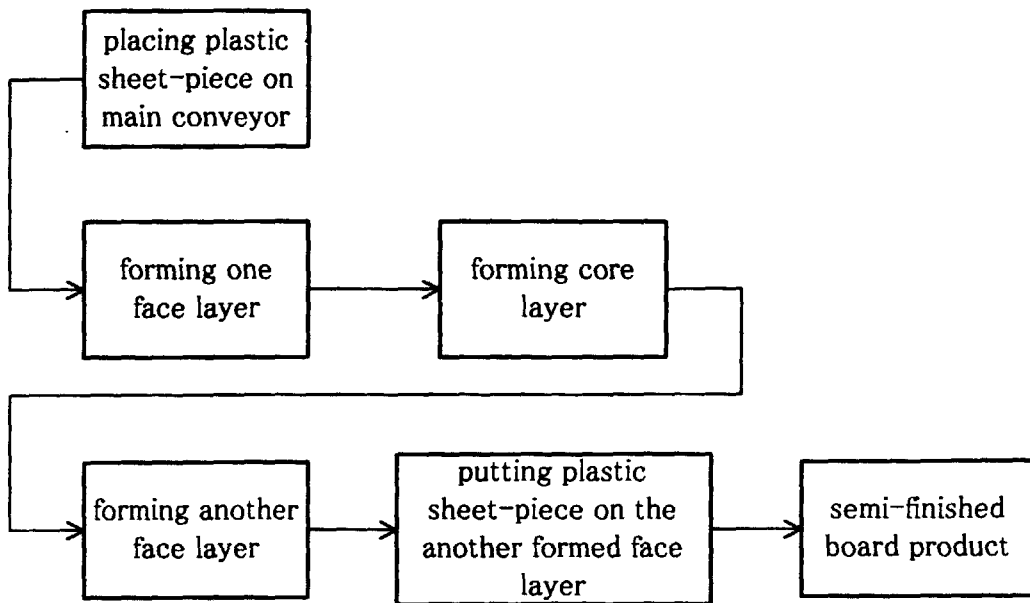 placing plastic
sheet-piece on
main conveyor
forming one
face layer
forming core
layer
forming another
face layer
putting plastic
sheet-piece on the
another formed face
layer
semi-finished
board product